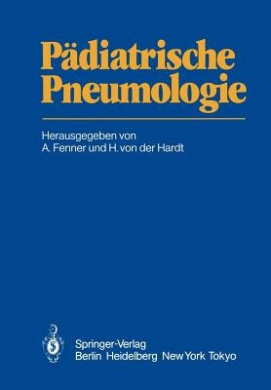 Pädiatrische
Pneumologie
Herausgegeben von
A. Fenner und H. von der Hardt
Springer-Verlag
Berlin Heidelberg New York Tokyo